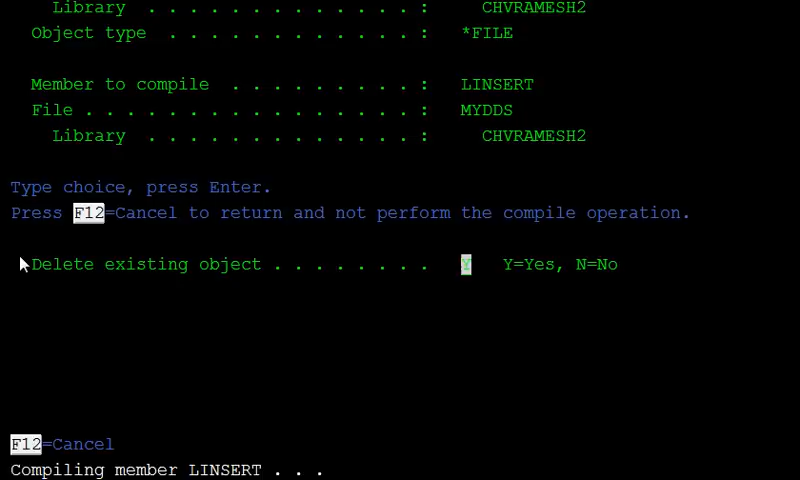 Library . . . . . . . . . . . . . : CHVRAMESH2
Object type . . . . . . . . . . . . : *FILE
Member to compile . . . . . . . . . : LINSERT
File . . . . . . . . . . . . . . . . : MYDDS
Library . . . . . . . . . . . . . : CHVRAMESH2
Type choice, press Enter.
Press F12=Cancel to return and not perform the compile operation.
Delete existing object . . . . . . . . Y Y=Yes, N=No
F12=Cancel
Compiling member LINSERT . . .